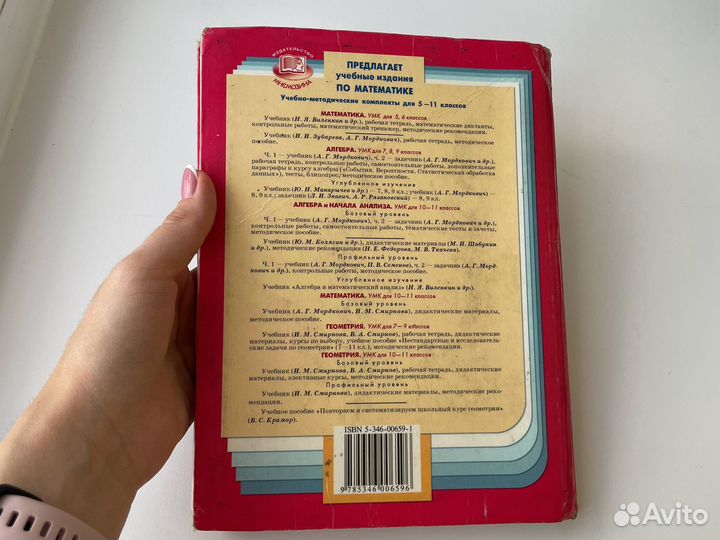 ИЗДАТЕЛЬСТВО
МНЕМОЗИНА
ПРЕДЛАГАЕТ
учебные издания
ПО МАТЕМАТИКЕ
Учебно-методические комплекты для 5—11 классов
МАТЕМАТИКА. УМК для 5, 6 классов
Учебник (Н. Я. Виленкин и др.), рабочая тетрадь, математические диктанты,
контрольные работы, математический тренажер, методические рекомендации.
Учебник (И. И. Зубарева, А. Г. Мордкович), рабочая тетрадь, методическое
пособие.
АЛГЕБРА. УМК для 7, 8, 9 классов
Ч. 1 — учебник (А. Г. Мордкович), ч. 2 — задачник (А. Г. Мордкович и др.),
рабочая тетрадь, контрольные работы, самостоятельные работы, дополнительные
параграфы к курсу алгебры («События. Вероятности. Статистическая обработка
данных»), тесты, блицопрос, методическое пособие.
Углубленное изучение
Учебник (Ю. Н. Макарычев и др.) — 7, 8, 9 кл.; учебник (А. Г. Мордкович) —
8, 9 кл.; задачник (Л. И. Звавич, А. Р. Рязановский) — 8, 9 кл.
АЛГЕБРА И НАЧАЛА АНАЛИЗА. УМК для 10—11 классов
Базовый уровень
Ч. 1 — учебник (А. Г. Мордкович), ч. 2 — задачник (А. Г. Мордкович и др.),
контрольные работы, самостоятельные работы, тематические тесты и зачеты,
методическое пособие.
Учебник (Ю. М. Колягин и др.), дидактические материалы (М. И. Шабунин
и др.), методические рекомендации (Н. Е. Федорова, М. В. Ткачева).
Профильный уровень
Ч. 1 — учебник (А. Г. Мордкович, П. В. Семенов), ч. 2 — задачник (А. Г. Морд-
кович и др.), контрольные работы, методическое пособие.
Углубленное изучение
Учебник «Алгебра и математический анализ» (Н. Я. Виленкин и др.).
МАТЕМАТИКА. УМК для 10—11 классов
Базовый уровень
Учебник (А. Г. Мордкович, И. М. Смирнова), дидактические материалы,
методическое пособие.
ГЕОМЕТРИЯ. УМК для 7—9 классов
Учебник (И. М. Смирнова, В. А. Смирнов), рабочая тетрадь, дидактические
материалы, курсы по выбору, учебное пособие «Нестандартные и исследователь-
ские задачи по геометрии» (7—11 кл.), методические рекомендации.
ГЕОМЕТРИЯ. УМК для 10—11 классов
Базовый уровень
Учебник (И. М. Смирнова, В. А. Смирнов), рабочая тетрадь, дидактические
материалы, элективные курсы, методические рекомендации.
Профильный уровень
Учебник (И. М. Смирнова), дидактические материалы, методические реко-
мендации.
Учебное пособие «Повторяем и систематизируем школьный курс геометрии»
(В. С. Крамор).
ISBN 5-346-00659-1
9 785346 006596
Avito